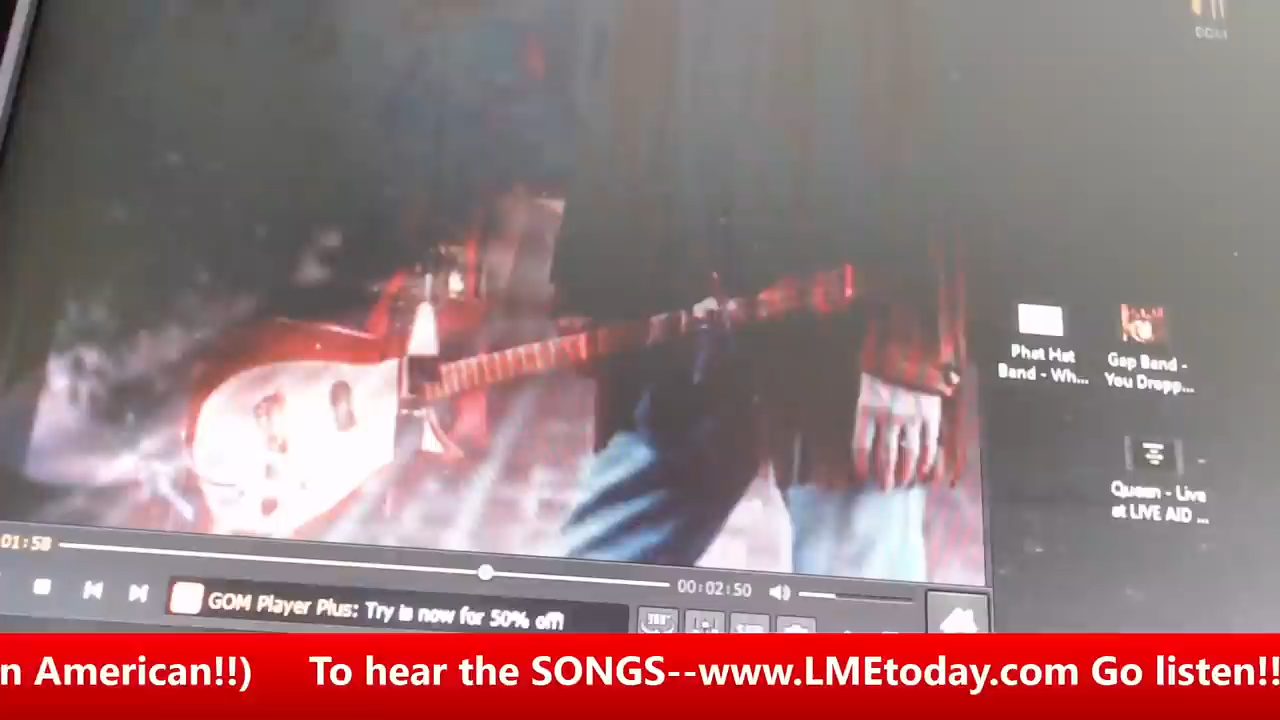 Phat Hat
Band - Wh...
Gap Band -
You Dropp...
Queen - Live
at LIVE AID ...
01:58
00:02:50
GOM Player Plus: Try is now for 50% off!
n American!!) To hear the SONGS--www.LMEtoday.com Go listen!!